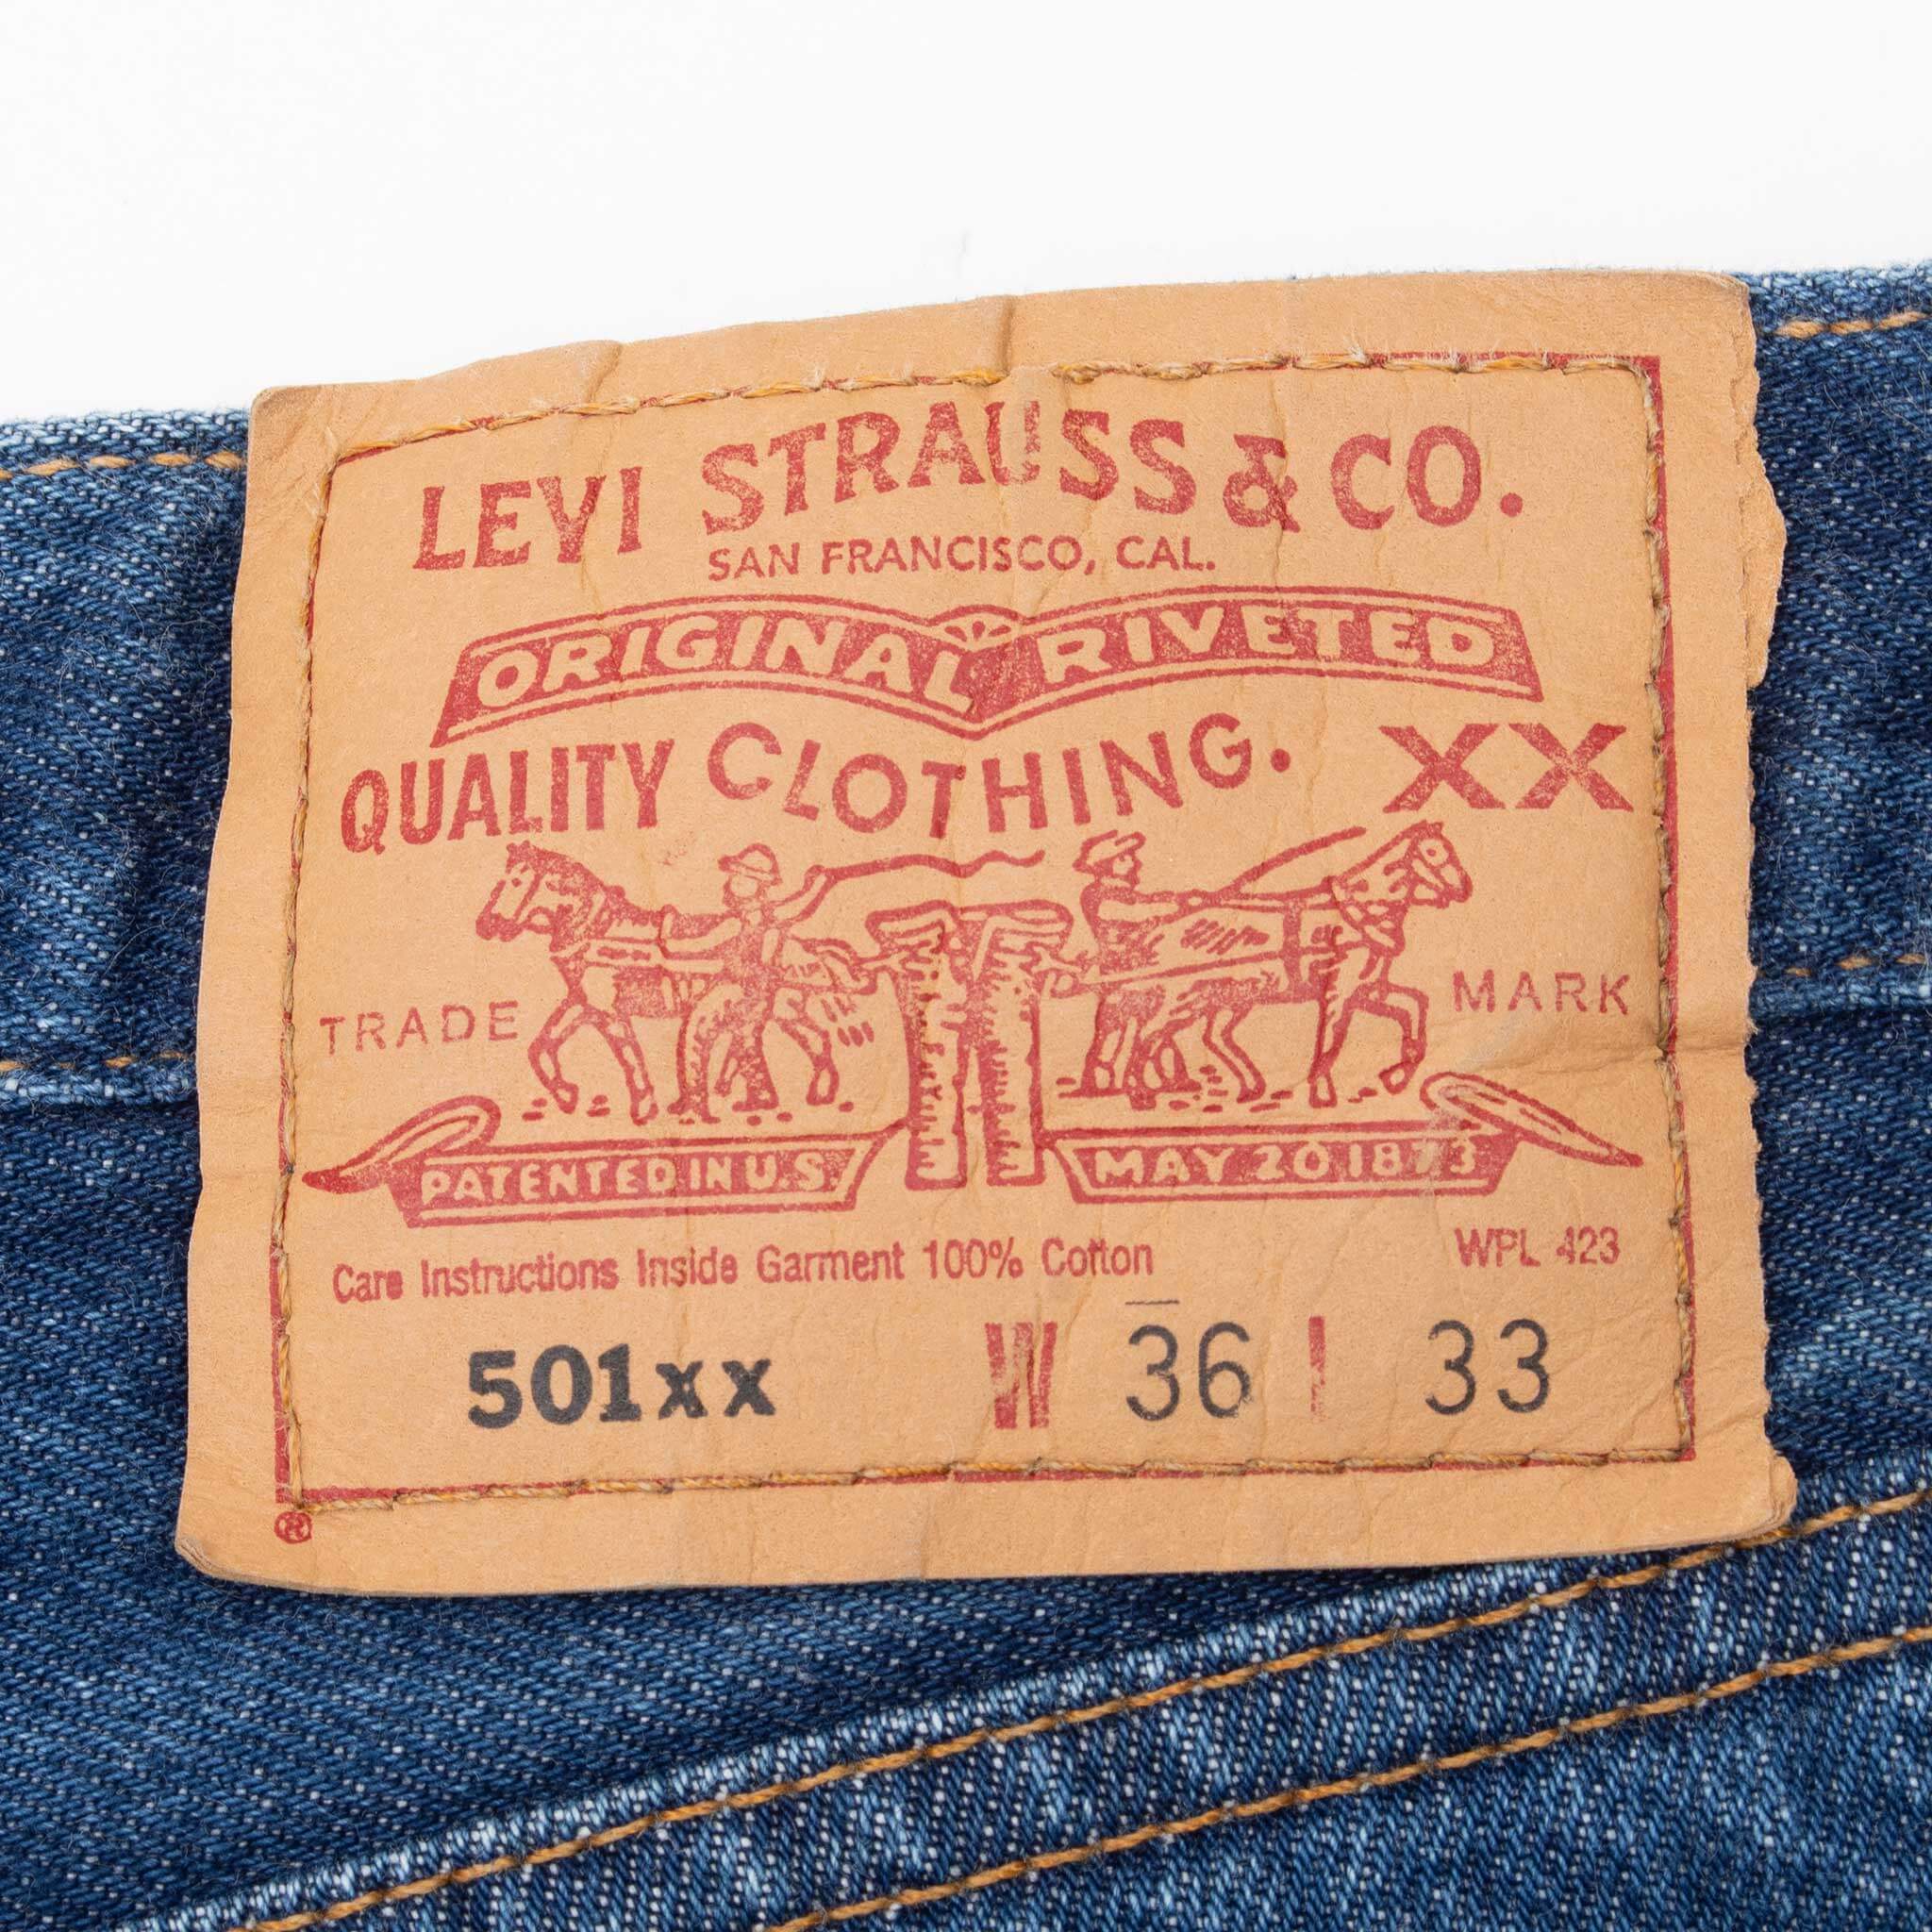 LEVI STRAUSS & CO.
SAN FRANCISCO, CAL.
ORIGINAL RIVETED
QUALITY CLOTHING. XX
TRADE MARK
PATENTED IN U.S. MAY 20 1873
Care Instructions Inside Garment 100% Cotton WPL 423
501xx W 36 L 33
®